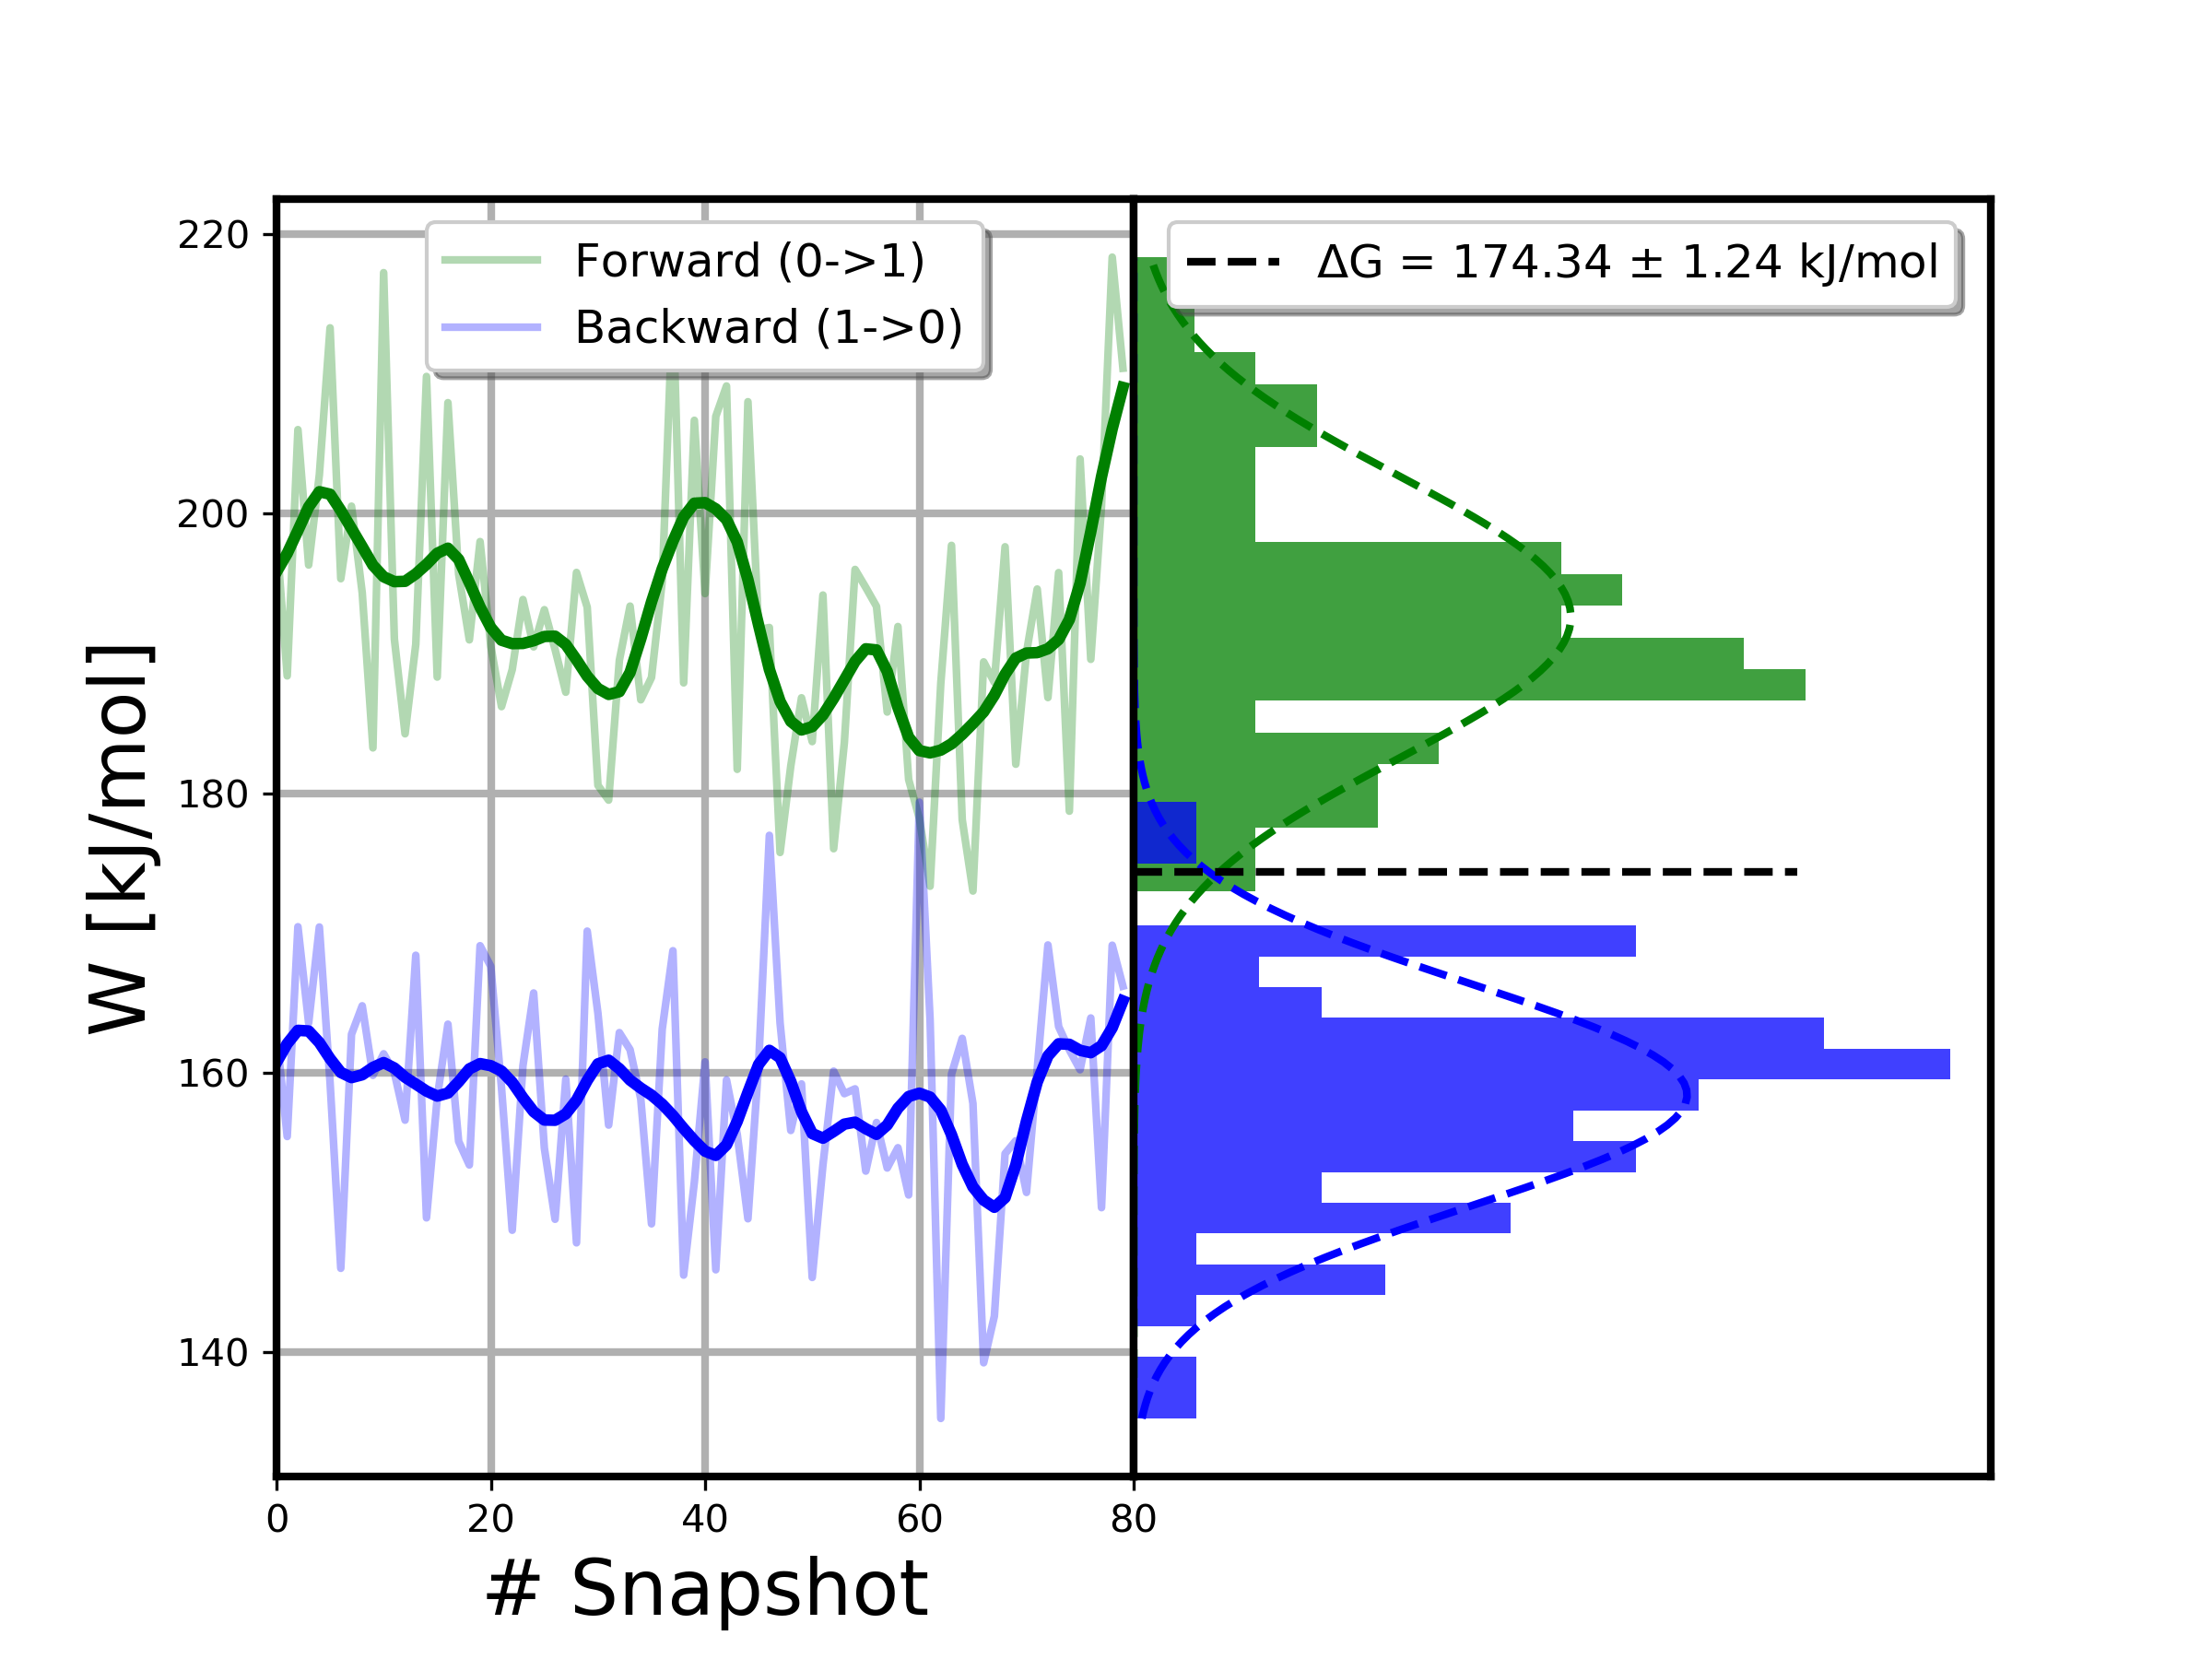 Forward (0->1)
Backward (1->0)
ΔG = 174.34 ± 1.24 kJ/mol
W [kJ/mol]
220
200
180
160
140
0 20 40 60 80
# Snapshot